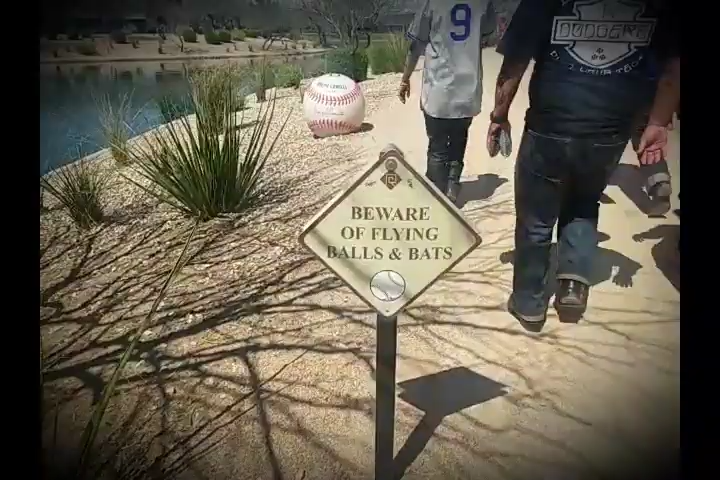 9
DODGERS
BEWARE
OF FLYING
BALLS & BATS